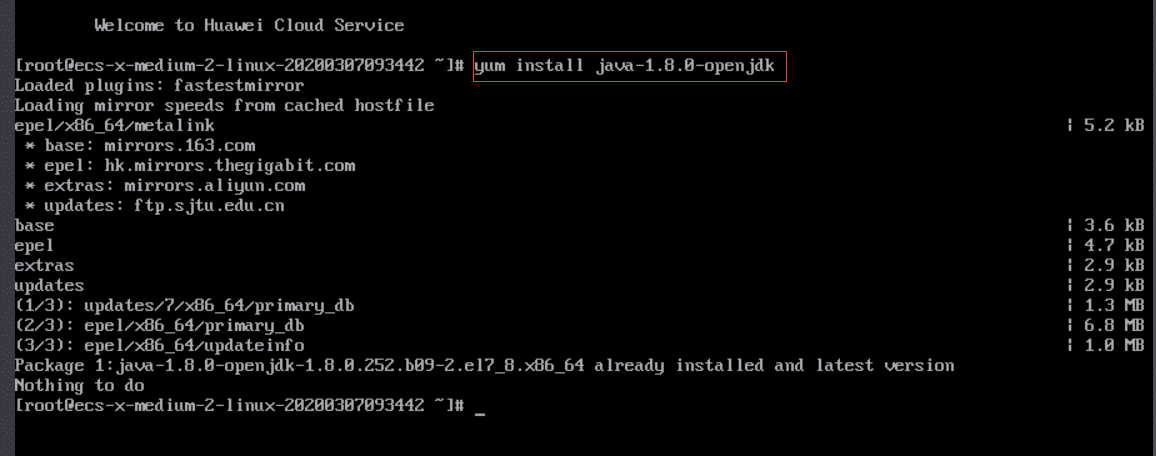 Welcome to Huawei Cloud Service
[root@ecs-x-medium-2-linux-20200307093442 ~]# yum install java-1.8.0-openjdk
Loaded plugins: fastestmirror
Loading mirror speeds from cached hostfile
epel/x86_64/metalink | 5.2 kB
* base: mirrors.163.com
* epel: hk.mirrors.thegigabit.com
* extras: mirrors.aliyun.com
* updates: ftp.sjtu.edu.cn
base | 3.6 kB
epel | 4.7 kB
extras | 2.9 kB
updates | 2.9 kB
(1/3): updates/7/x86_64/primary_db | 1.3 MB
(2/3): epel/x86_64/primary_db | 6.8 MB
(3/3): epel/x86_64/updateinfo | 1.0 MB
Package 1:java-1.8.0-openjdk-1.8.0.252.b09-2.el7_8.x86_64 already installed and latest version
Nothing to do
[root@ecs-x-medium-2-linux-20200307093442 ~]# _